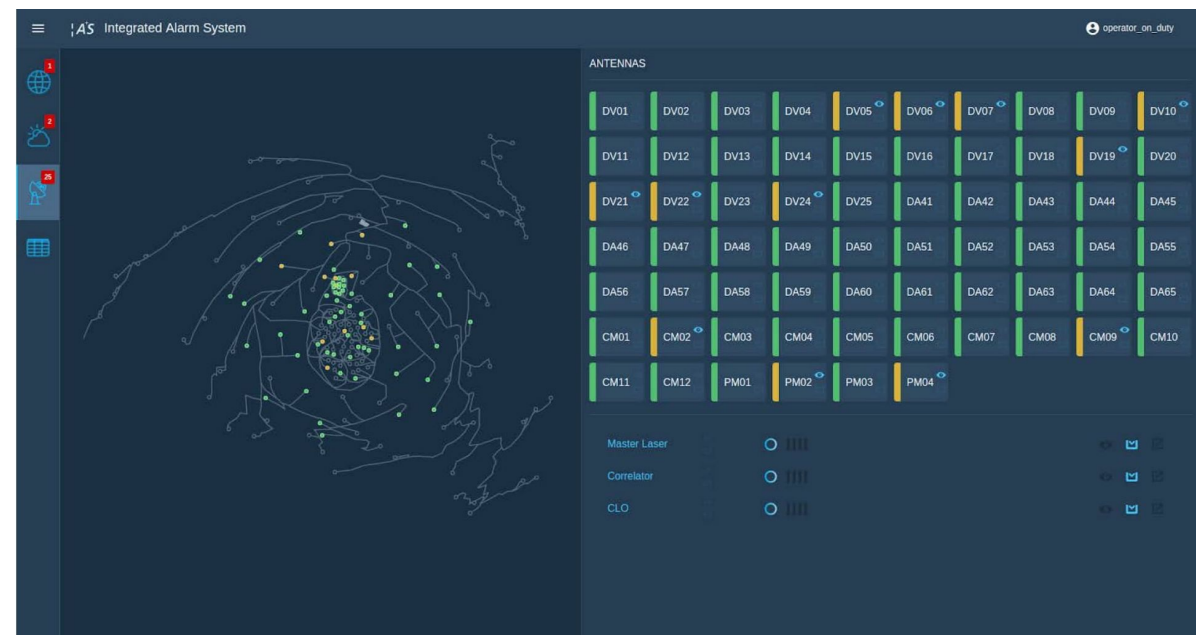 IAS Integrated Alarm System
operator_on_duty
1
2
25
ANTENNAS
DV01 DV02 DV03 DV04 DV05 DV06 DV07 DV08 DV09 DV10
DV11 DV12 DV13 DV14 DV15 DV16 DV17 DV18 DV19 DV20
DV21 DV22 DV23 DV24 DV25 DA41 DA42 DA43 DA44 DA45
DA46 DA47 DA48 DA49 DA50 DA51 DA52 DA53 DA54 DA55
DA56 DA57 DA58 DA59 DA60 DA61 DA62 DA63 DA64 DA65
CM01 CM02 CM03 CM04 CM05 CM06 CM07 CM08 CM09 CM10
CM11 CM12 PM01 PM02 PM03 PM04
Master Laser
Correlator
CLO